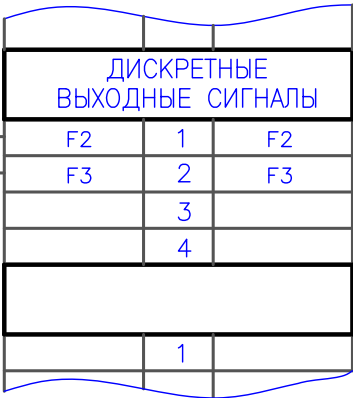 ДИСКРЕТНЫЕ
ВЫХОДНЫЕ СИГНАЛЫ
F2 1 F2
F3 2 F3
3
4
1